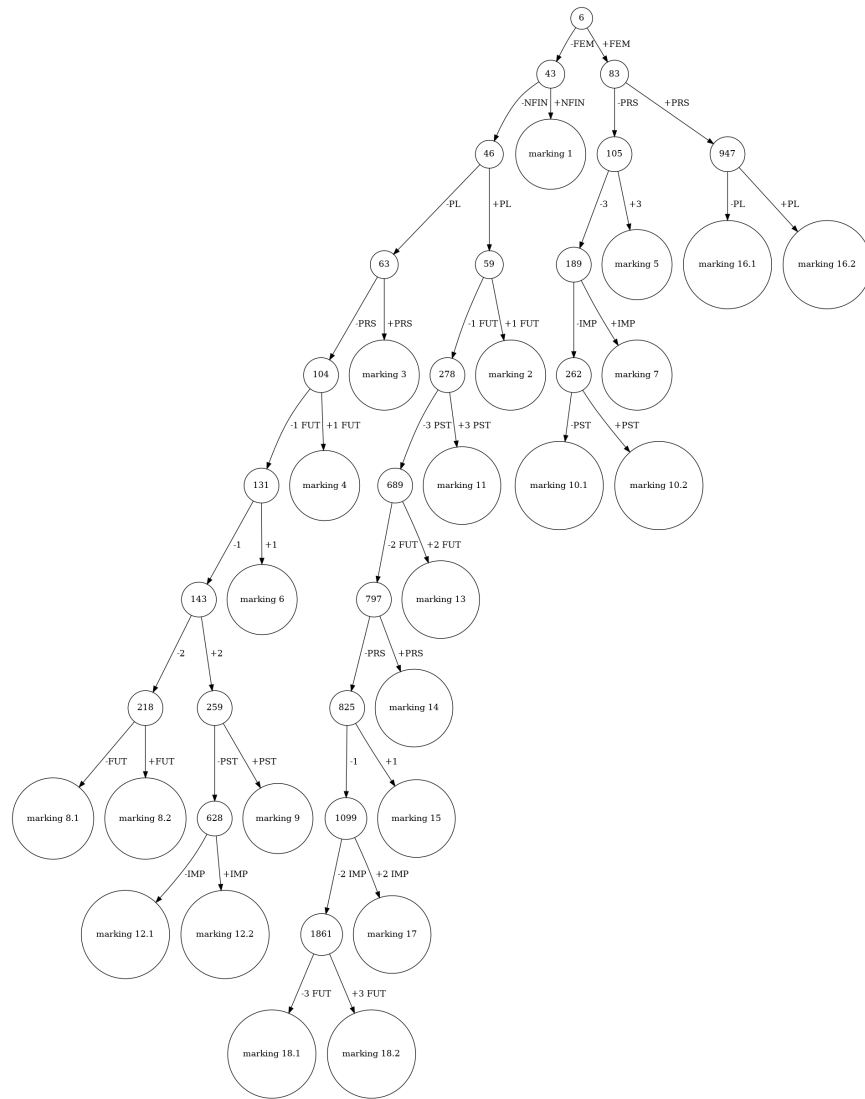 6
-FEM
+FEM
43
83
-NFIN
+NFIN
-PRS
+PRS
46
marking 1
105
947
-PL
+PL
-3
+3
-PL
+PL
63
59
189
marking 5
marking 16.1
marking 16.2
-PRS
+PRS
-1 FUT
+1 FUT
-IMP
+IMP
104
marking 3
278
marking 2
262
marking 7
-1 FUT
+1 FUT
-3 PST
+3 PST
-PST
+PST
131
marking 4
689
marking 11
marking 10.1
marking 10.2
-1
+1
-2 FUT
+2 FUT
143
marking 6
797
marking 13
-2
+2
-PRS
+PRS
218
259
825
marking 14
-FUT
+FUT
-PST
+PST
-1
+1
marking 8.1
marking 8.2
628
marking 9
1099
marking 15
-IMP
+IMP
-2 IMP
+2 IMP
marking 12.1
marking 12.2
1861
marking 17
-3 FUT
+3 FUT
marking 18.1
marking 18.2